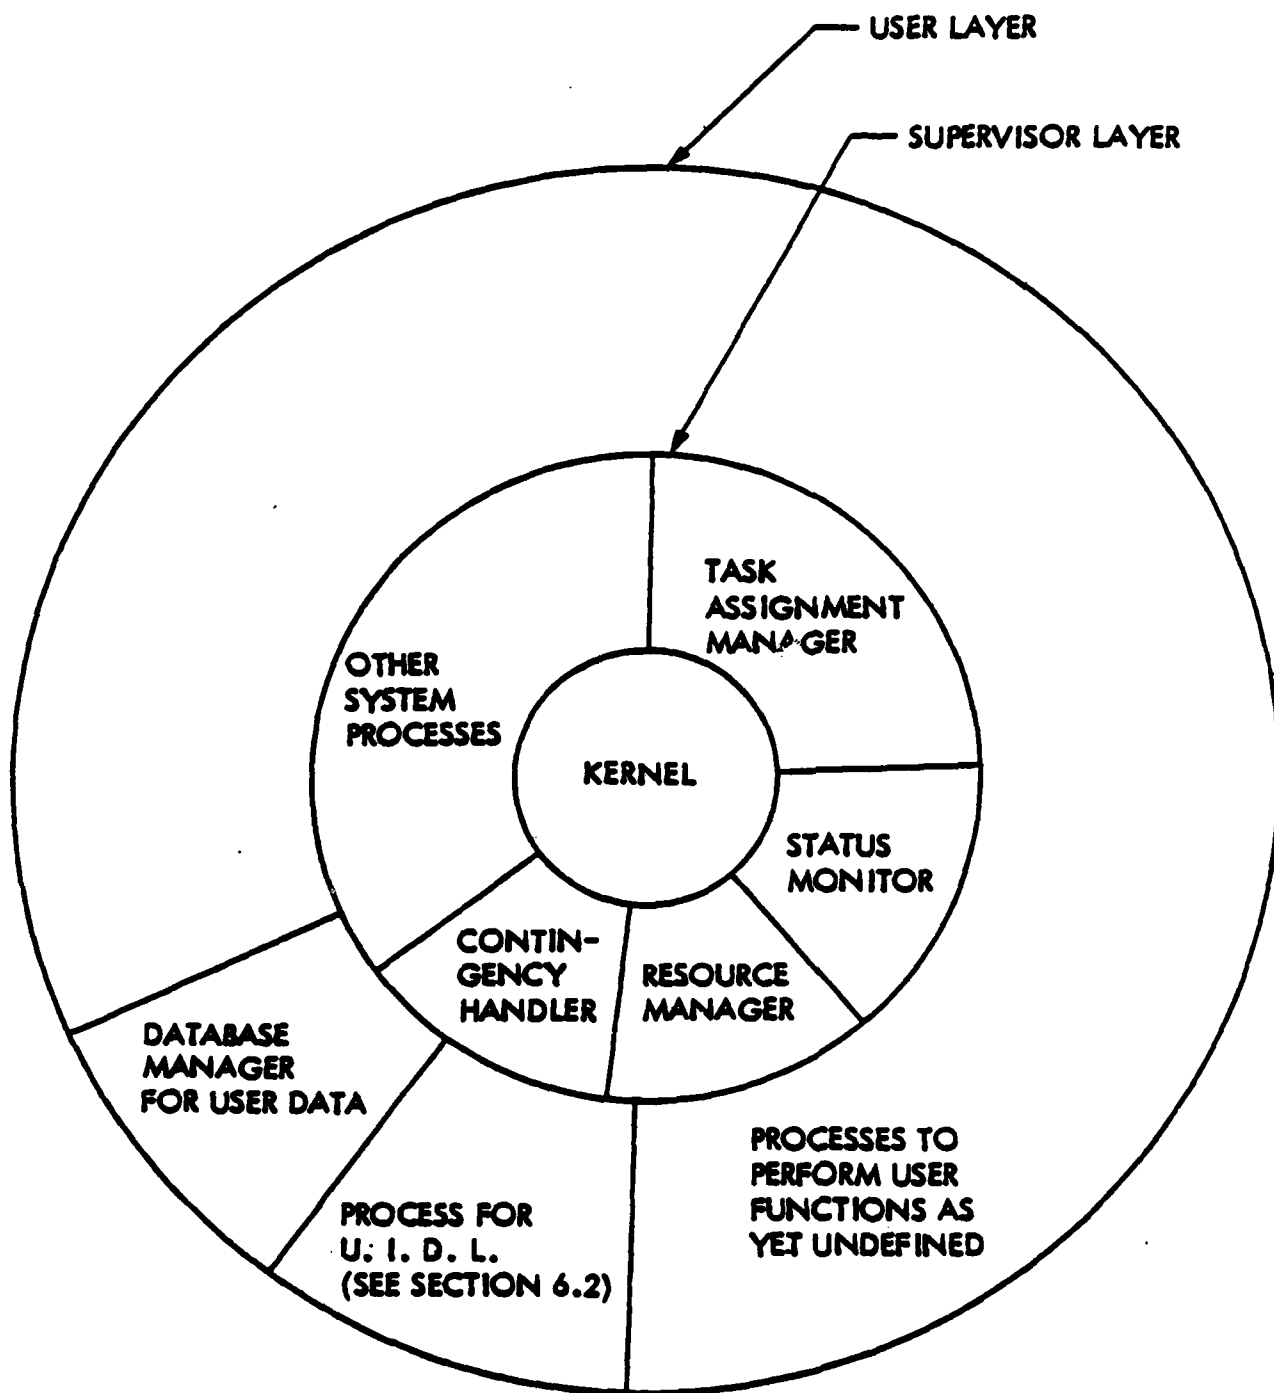 USER LAYER
SUPERVISOR LAYER
TASK
ASSIGNMENT
MANAGER
OTHER
SYSTEM
PROCESSES
KERNEL
STATUS
MONITOR
CONTIN-
GENCY
HANDLER
RESOURCE
MANAGER
DATABASE
MANAGER
FOR USER DATA
PROCESSES TO
PERFORM USER
FUNCTIONS AS
YET UNDEFINED
PROCESS FOR
U. I. D. L.
(SEE SECTION 6.2)